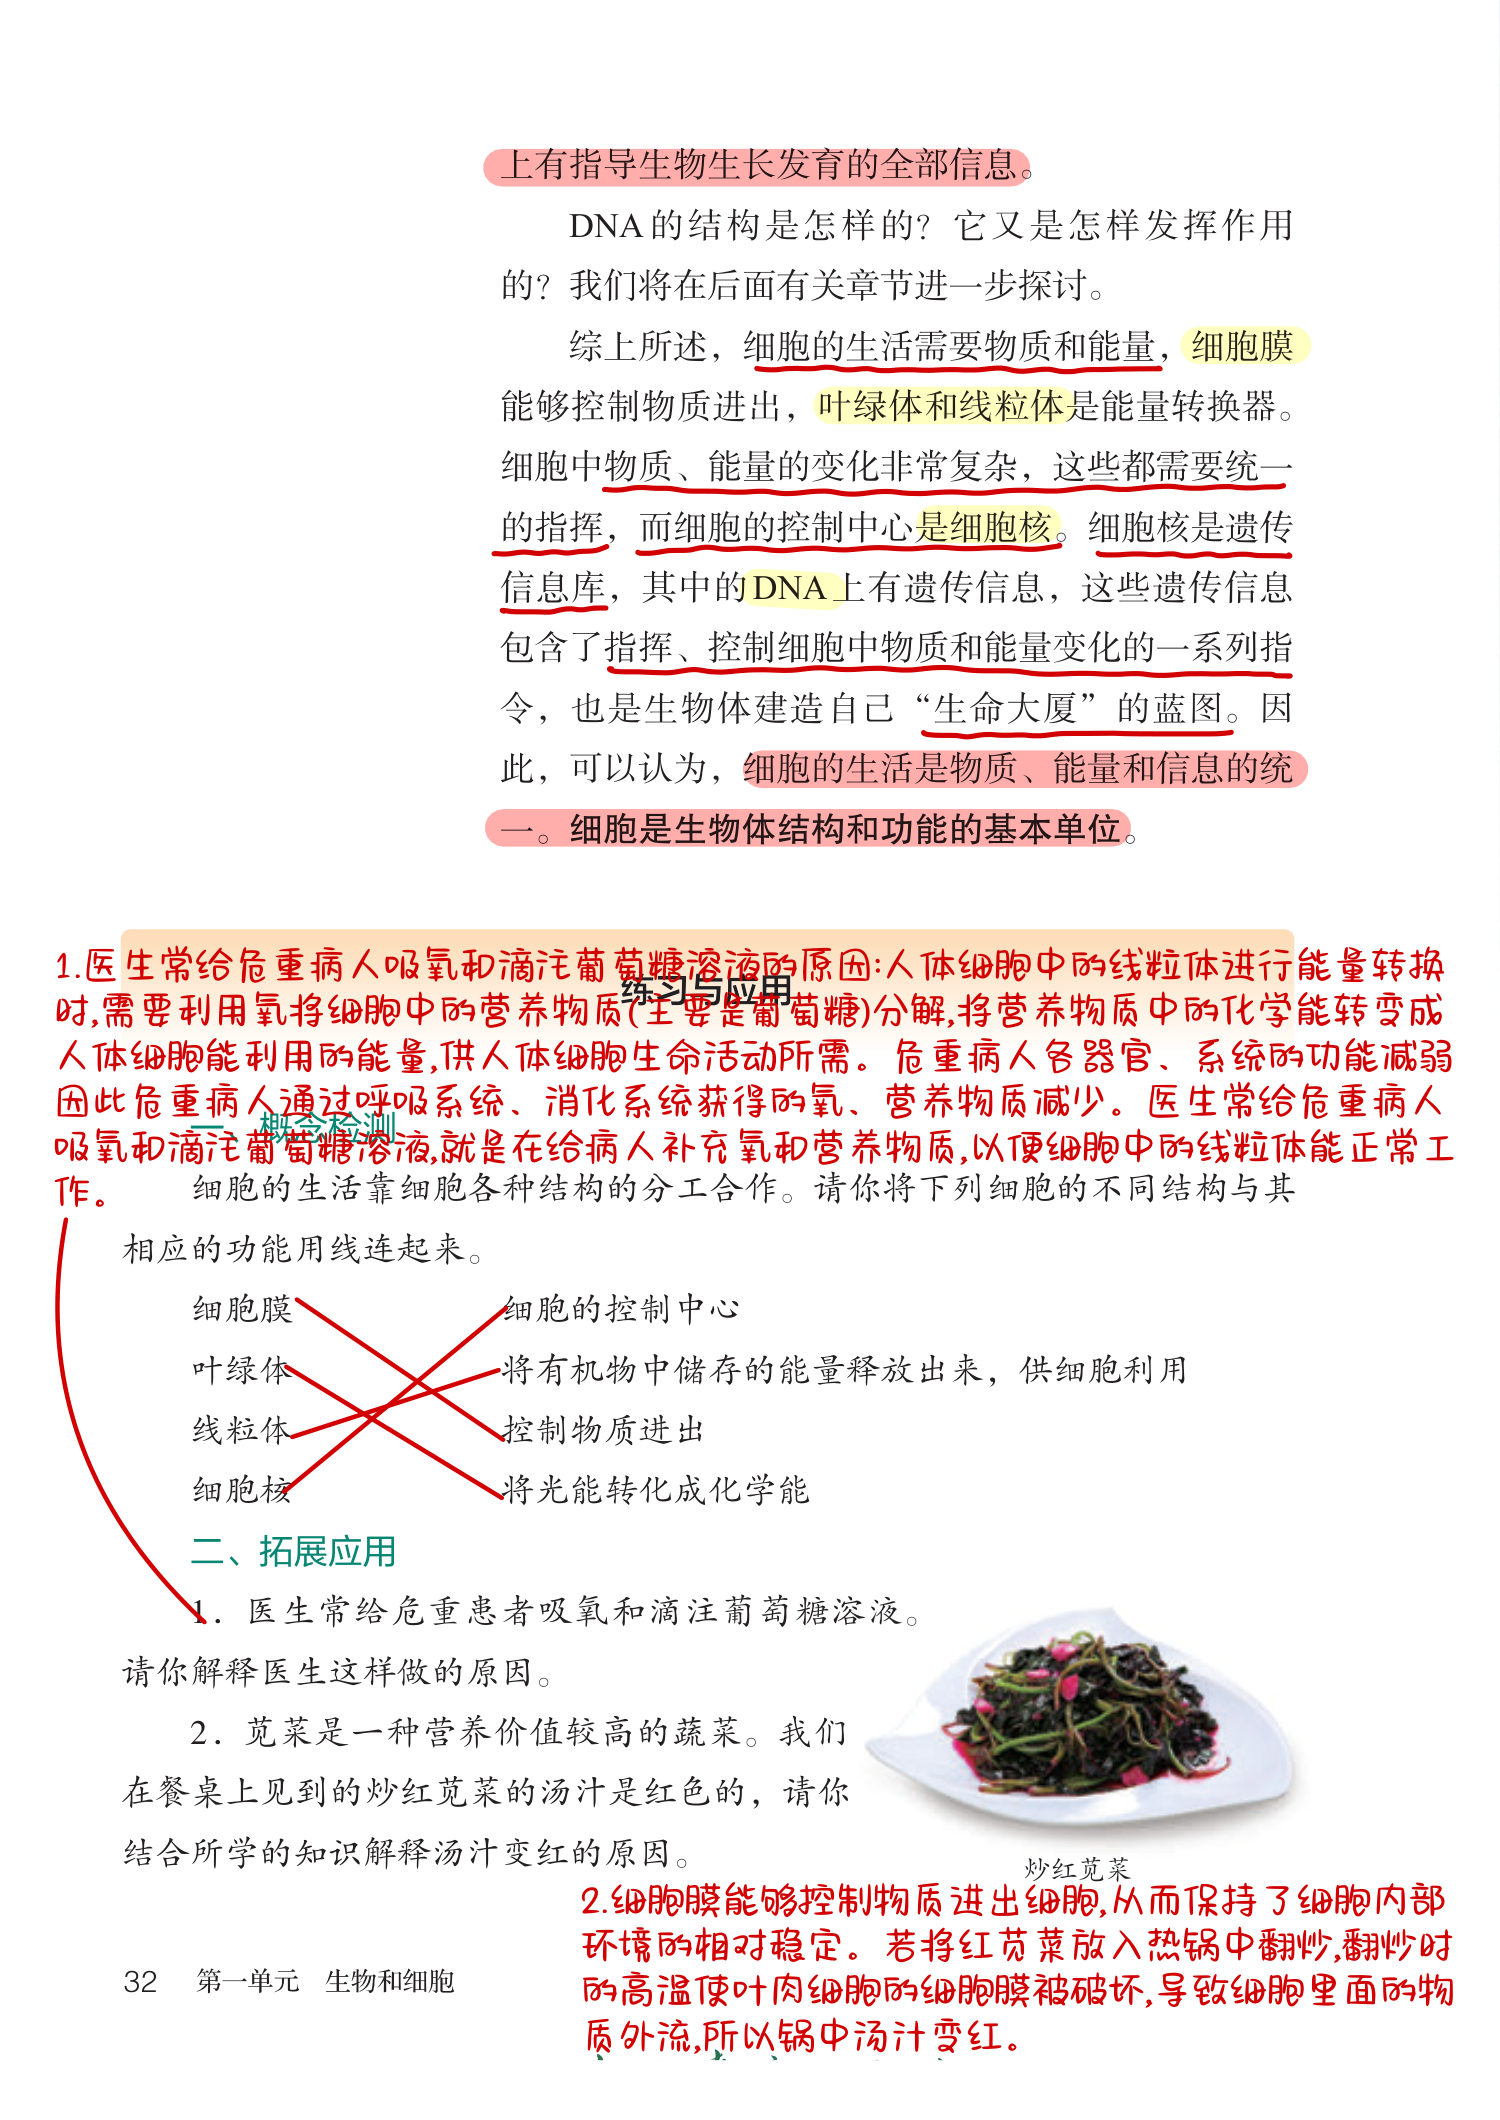 上有指导生物生长发育的全部信息。
DNA的结构是怎样的？它又是怎样发挥作用
的？我们将在后面有关章节进一步探讨。
综上所述，细胞的生活需要物质和能量，细胞膜
能够控制物质进出，叶绿体和线粒体是能量转换器。
细胞中物质、能量的变化非常复杂，这些都需要统一
的指挥，而细胞的控制中心是细胞核。细胞核是遗传
信息库，其中的DNA上有遗传信息，这些遗传信息
包含了指挥、控制细胞中物质和能量变化的一系列指
令，也是生物体建造自己“生命大厦”的蓝图。因
此，可以认为，细胞的生活是物质、能量和信息的统
一。细胞是生物体结构和功能的基本单位。
练习与应用
1.医生常给危重病人吸氧和滴注葡萄糖溶液的原因:人体细胞中的线粒体进行能量转换
时,需要利用氧将细胞中的营养物质(主要是葡萄糖)分解,将营养物质中的化学能转变成
人体细胞能利用的能量,供人体细胞生命活动所需。危重病人各器官、系统的功能减弱
因此危重病人通过呼吸系统、消化系统获得的氧、营养物质减少。医生常给危重病人
吸氧和滴注葡萄糖溶液,就是在给病人补充氧和营养物质,以便细胞中的线粒体能正常工
作。
一、概念检测
细胞的生活靠细胞各种结构的分工合作。请你将下列细胞的不同结构与其
相应的功能用线连起来。
细胞膜 细胞的控制中心
叶绿体 将有机物中储存的能量释放出来，供细胞利用
线粒体 控制物质进出
细胞核 将光能转化成化学能
二、拓展应用
1. 医生常给危重患者吸氧和滴注葡萄糖溶液。
请你解释医生这样做的原因。
2. 苋菜是一种营养价值较高的蔬菜。我们
在餐桌上见到的炒红苋菜的汤汁是红色的，请你
结合所学的知识解释汤汁变红的原因。
炒红苋菜
2.细胞膜能够控制物质进出细胞,从而保持了细胞内部
环境的相对稳定。若将红苋菜放入热锅中翻炒,翻炒时
的高温使叶肉细胞的细胞膜被破坏,导致细胞里面的物
质外流,所以锅中汤汁变红。
32 第一单元 生物和细胞